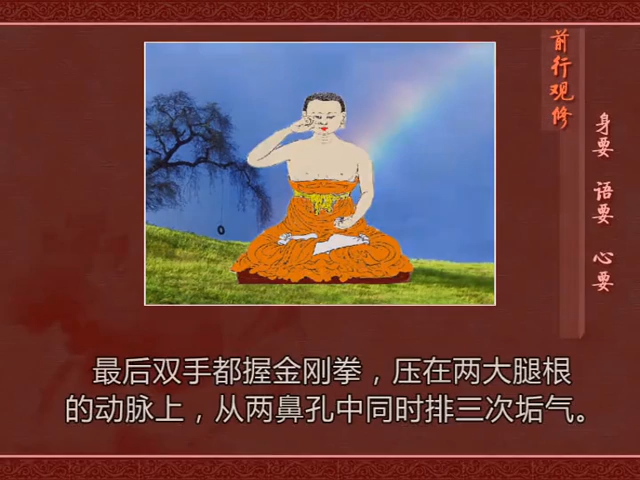 前行观修
身要 语要 心要
最后双手都握金刚拳，压在两大腿根
的动脉上，从两鼻孔中同时排三次垢气。